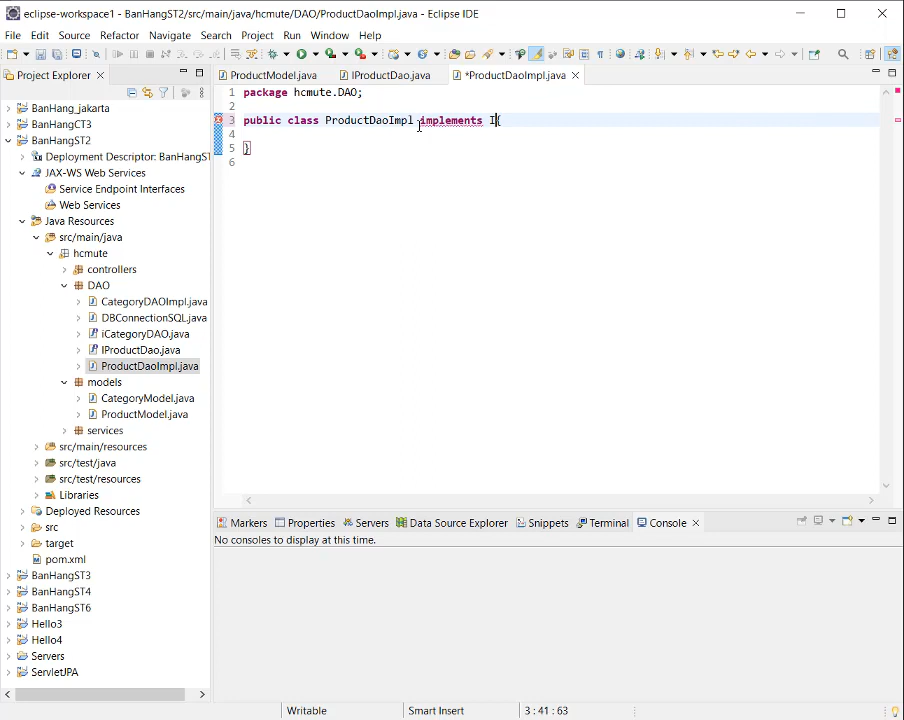 eclipse-workspace1 - BanHangST2/src/main/java/hcmute/DAO/ProductDaoImpl.java - Eclipse IDE
File Edit Source Refactor Navigate Search Project Run Window Help
Project Explorer
ProductModel.java
IProductDao.java
*ProductDaoImpl.java
BanHang_jakarta
BanHangCT3
BanHangST2
Deployment Descriptor: BanHangST
JAX-WS Web Services
Service Endpoint Interfaces
Web Services
Java Resources
src/main/java
hcmute
controllers
DAO
CategoryDAOImpl.java
DBConnectionSQL.java
iCategoryDAO.java
IProductDao.java
ProductDaoImpl.java
models
CategoryModel.java
ProductModel.java
services
src/main/resources
src/test/java
src/test/resources
Libraries
Deployed Resources
src
target
pom.xml
BanHangST3
BanHangST4
BanHangST6
Hello3
Hello4
Servers
ServletJPA
1 package hcmute.DAO;
2
3 public class ProductDaoImpl implements I{
4
5 }
6
Markers Properties Servers Data Source Explorer Snippets Terminal Console
No consoles to display at this time.
Writable Smart Insert 3 : 41 : 63